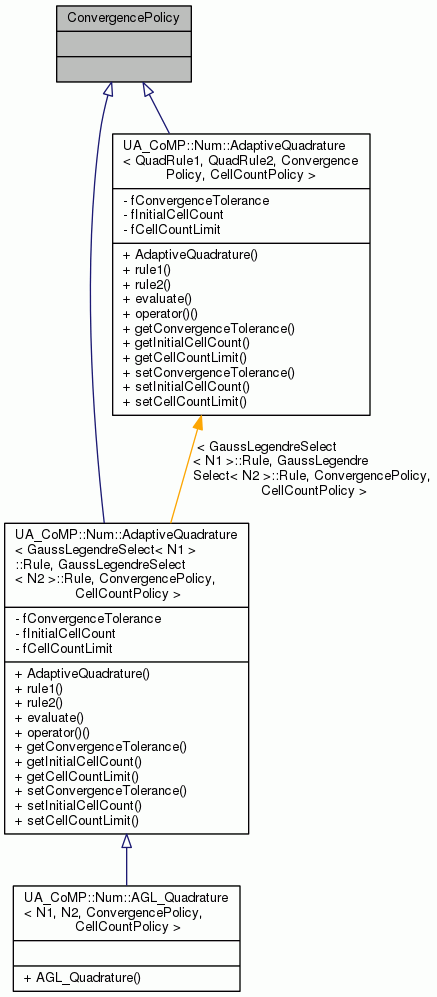 ConvergencePolicy
UA_CoMP::Num::AdaptiveQuadrature
< QuadRule1, QuadRule2, Convergence
Policy, CellCountPolicy >
- fConvergenceTolerance
- fInitialCellCount
- fCellCountLimit
+ AdaptiveQuadrature()
+ rule1()
+ rule2()
+ evaluate()
+ operator()()
+ getConvergenceTolerance()
+ getInitialCellCount()
+ getCellCountLimit()
+ setConvergenceTolerance()
+ setInitialCellCount()
+ setCellCountLimit()
< GaussLegendreSelect
< N1 >::Rule, GaussLegendre
Select< N2 >::Rule, ConvergencePolicy,
CellCountPolicy >
UA_CoMP::Num::AdaptiveQuadrature
< GaussLegendreSelect< N1 >
::Rule, GaussLegendreSelect
< N2 >::Rule, ConvergencePolicy,
CellCountPolicy >
- fConvergenceTolerance
- fInitialCellCount
- fCellCountLimit
+ AdaptiveQuadrature()
+ rule1()
+ rule2()
+ evaluate()
+ operator()()
+ getConvergenceTolerance()
+ getInitialCellCount()
+ getCellCountLimit()
+ setConvergenceTolerance()
+ setInitialCellCount()
+ setCellCountLimit()
UA_CoMP::Num::AGL_Quadrature
< N1, N2, ConvergencePolicy,
CellCountPolicy >
+ AGL_Quadrature()